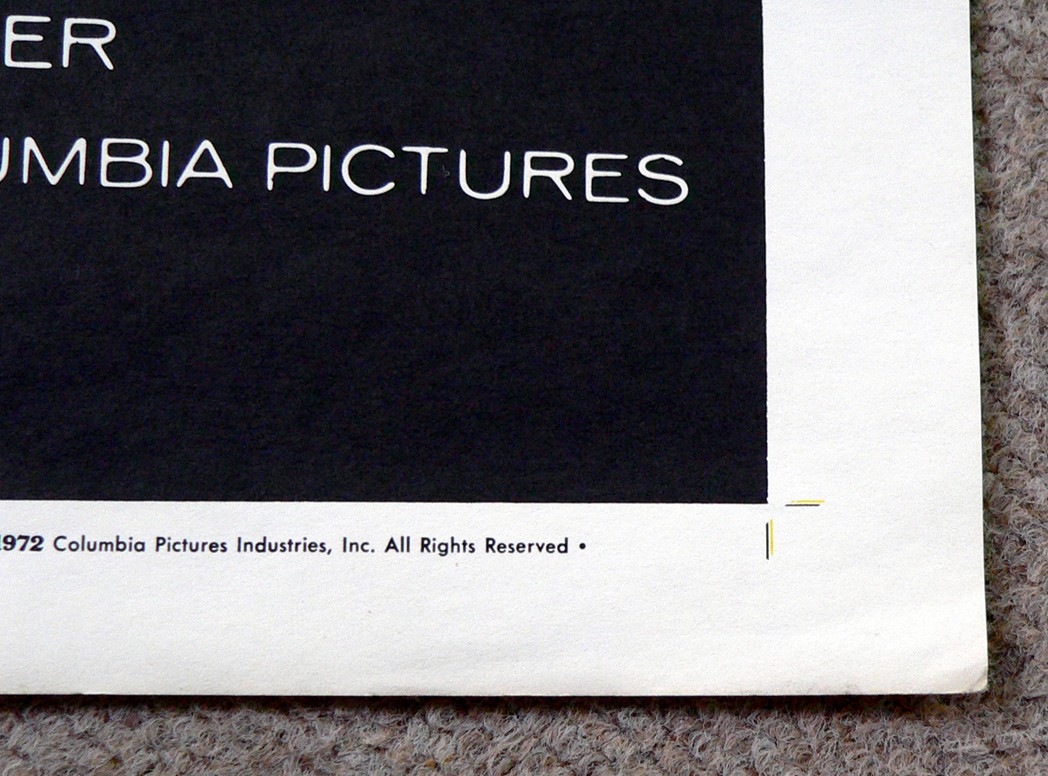 ER
UMBIA PICTURES
1972 Columbia Pictures Industries, Inc. All Rights Reserved •